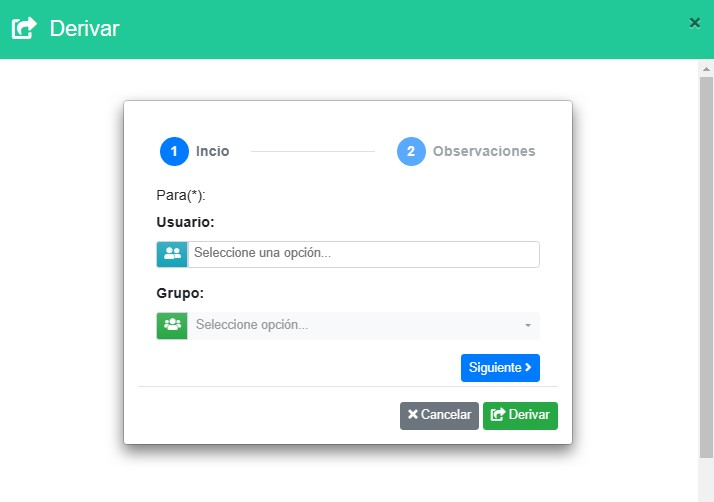 Derivar
×
1 Incio
2 Observaciones
Para(*):
Usuario:
Seleccione una opción...
Grupo:
Seleccione opción...
Siguiente
Cancelar
Derivar